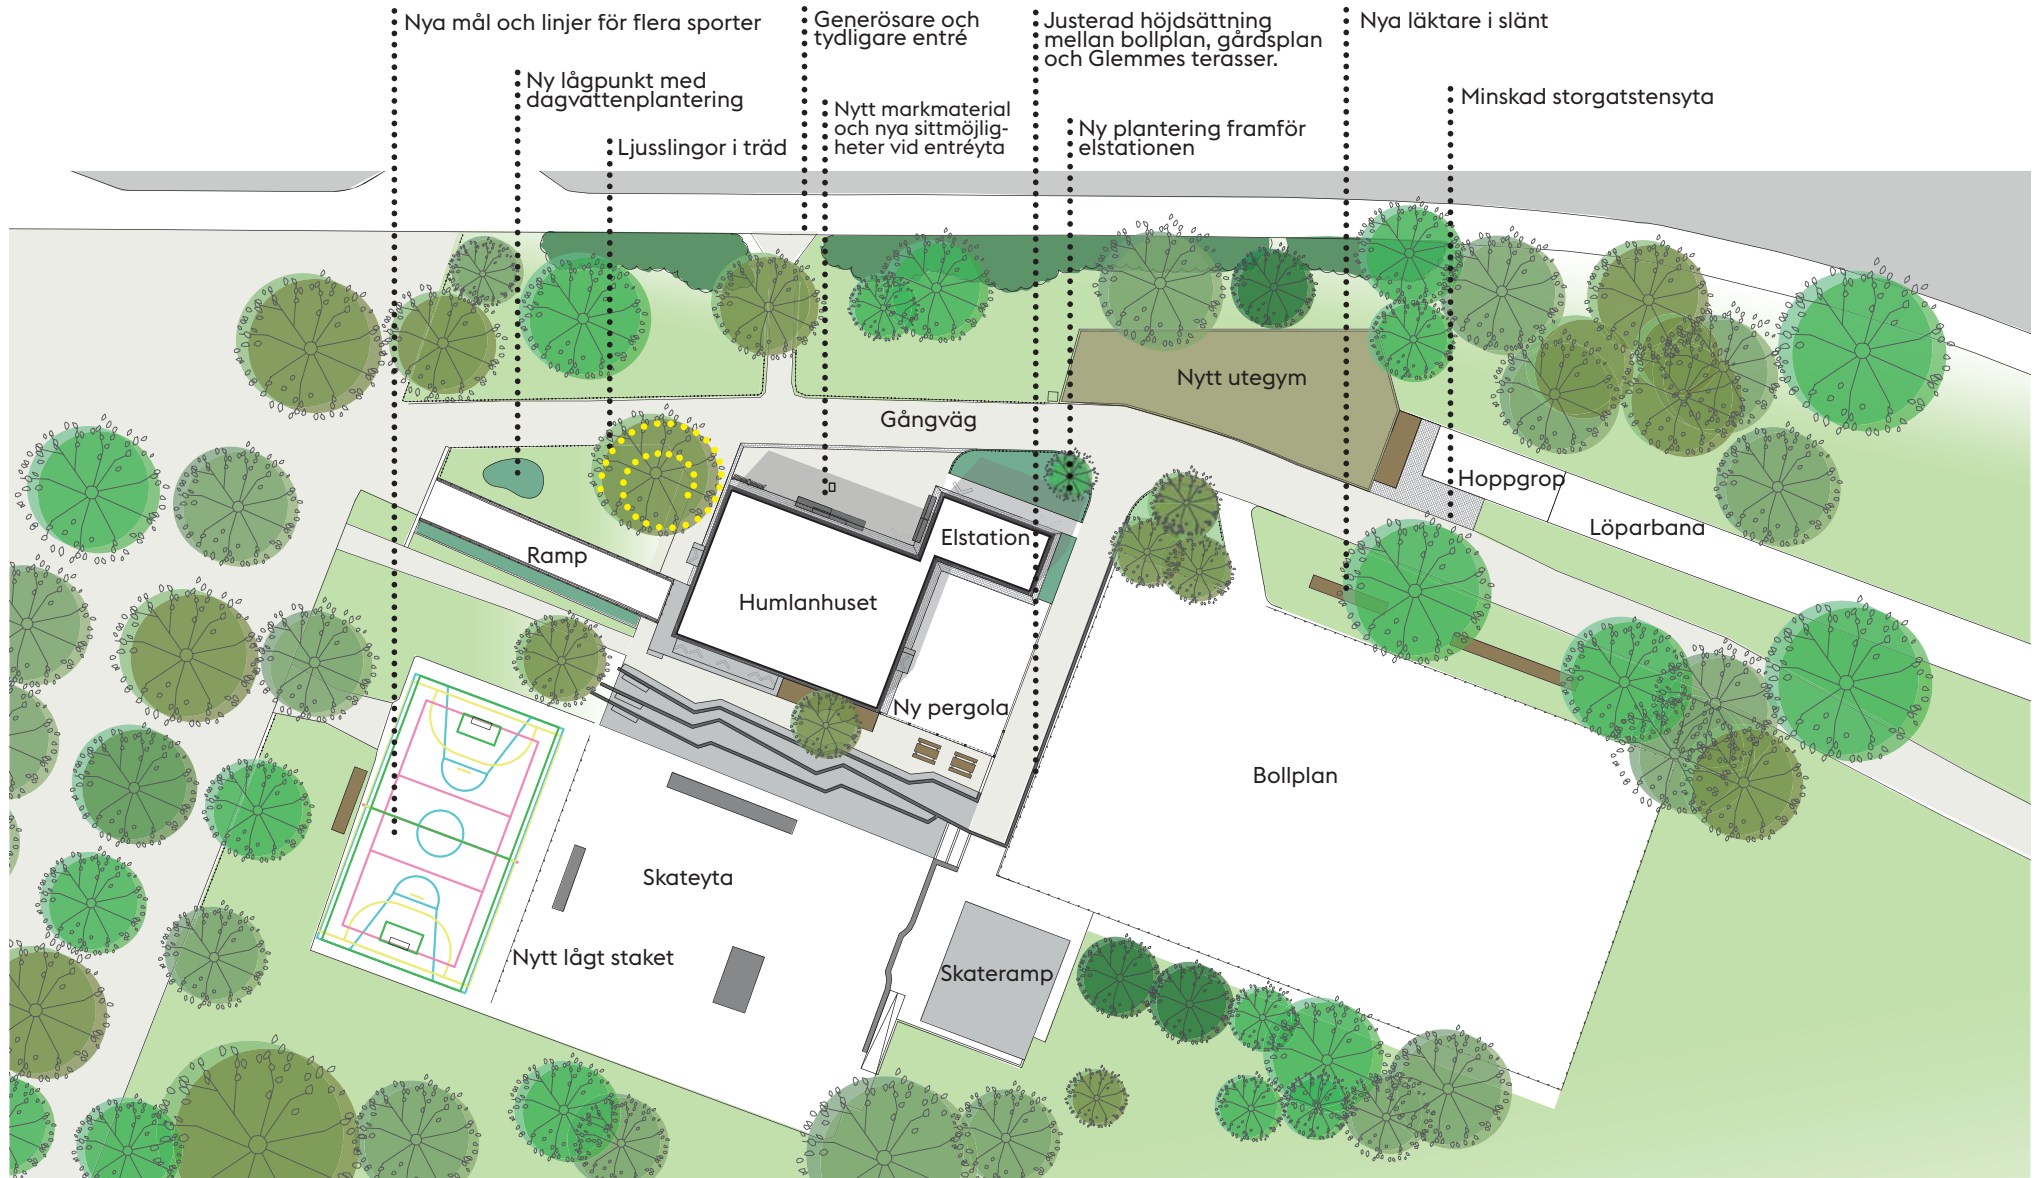 Nya mål och linjer för flera sporter
Ny lågpunkt med
dagvattenplantering
Ljusslingor i träd
Generösare och
tydligare entré
Nytt markmaterial
och nya sittmöjlig-
heter vid entréyta
Justerad höjdsättning
mellan bollplan, gårdsplan
och Glemmes terasser.
Ny plantering framför
elstationen
Nya läktare i slänt
Minskad storgatstensyta
Nytt utegym
Gångväg
Hoppgrop
Löparbana
Elstation
Ramp
Humlanhuset
Ny pergola
Bollplan
Skateyta
Nytt lågt staket
Skateramp